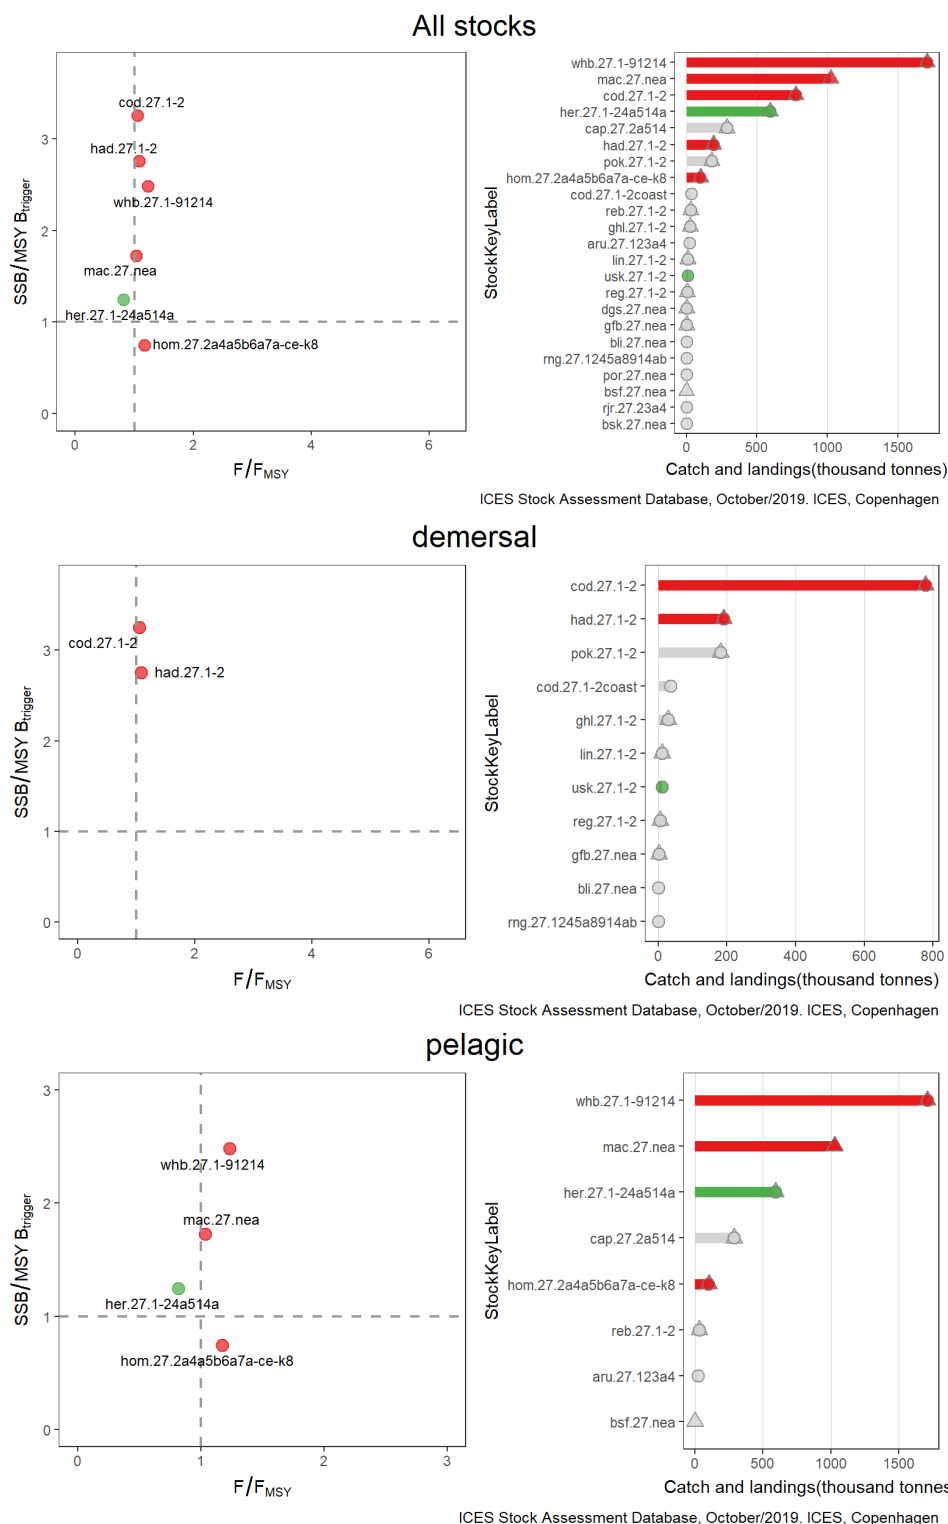 All stocks
cod.27.1-2
had.27.1-2
whb.27.1-91214
mac.27.nea
her.27.1-24a514a
hom.27.2a4a5b6a7a-ce-k8
SSB/MSY Btrigger
3
2
1
0
0 2 4 6
F/FMSY
StockKeyLabel
whb.27.1-91214
mac.27.nea
cod.27.1-2
her.27.1-24a514a
cap.27.2a514
had.27.1-2
pok.27.1-2
hom.27.2a4a5b6a7a-ce-k8
cod.27.1-2coast
reb.27.1-2
ghl.27.1-2
aru.27.123a4
lin.27.1-2
usk.27.1-2
reg.27.1-2
dgs.27.nea
gfb.27.nea
bli.27.nea
rng.27.1245a8914ab
por.27.nea
bsf.27.nea
rjr.27.23a4
bsk.27.nea
0 500 1000 1500
Catch and landings(thousand tonnes)
ICES Stock Assessment Database, October/2019. ICES, Copenhagen
demersal
cod.27.1-2
had.27.1-2
SSB/MSY Btrigger
3
2
1
0
0 2 4 6
F/FMSY
StockKeyLabel
cod.27.1-2
had.27.1-2
pok.27.1-2
cod.27.1-2coast
ghl.27.1-2
lin.27.1-2
usk.27.1-2
reg.27.1-2
gfb.27.nea
bli.27.nea
rng.27.1245a8914ab
0 200 400 600 800
Catch and landings(thousand tonnes)
ICES Stock Assessment Database, October/2019. ICES, Copenhagen
pelagic
whb.27.1-91214
mac.27.nea
her.27.1-24a514a
hom.27.2a4a5b6a7a-ce-k8
SSB/MSY Btrigger
3
2
1
0
0 1 2 3
F/FMSY
StockKeyLabel
whb.27.1-91214
mac.27.nea
her.27.1-24a514a
cap.27.2a514
hom.27.2a4a5b6a7a-ce-k8
reb.27.1-2
aru.27.123a4
bsf.27.nea
0 500 1000 1500
Catch and landings(thousand tonnes
ICES Stock Assessment Database, October/2019. ICES, Copenhagen